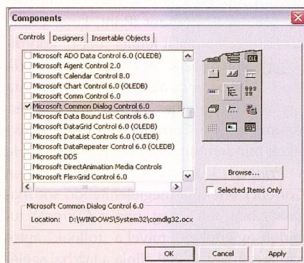 Components
Controls Designers Insertable Objects
Microsoft ADO Data Control 6.0 (OLEDB)
Microsoft Agent Control 2.0
Microsoft Calendar Control 8.0
Microsoft Chart Control 6.0 (OLEDB)
Microsoft Comm Control 6.0
Microsoft Common Dialog Control 6.0
Microsoft Data Bound List Controls 6.0
Microsoft DataGrid Control 6.0 (OLEDB)
Microsoft DataList Controls 6.0 (OLEDB)
Microsoft DataRepeater Control 6.0 (OLEDB)
Microsoft DDS
Microsoft DirectAnimation Media Controls
Microsoft FlexGrid Control 6.0
Browse...
Selected Items Only
Microsoft Common Dialog Control 6.0
Location: D:\WINDOWS\System32\comdlg32.ocx
OK Cancel Apply